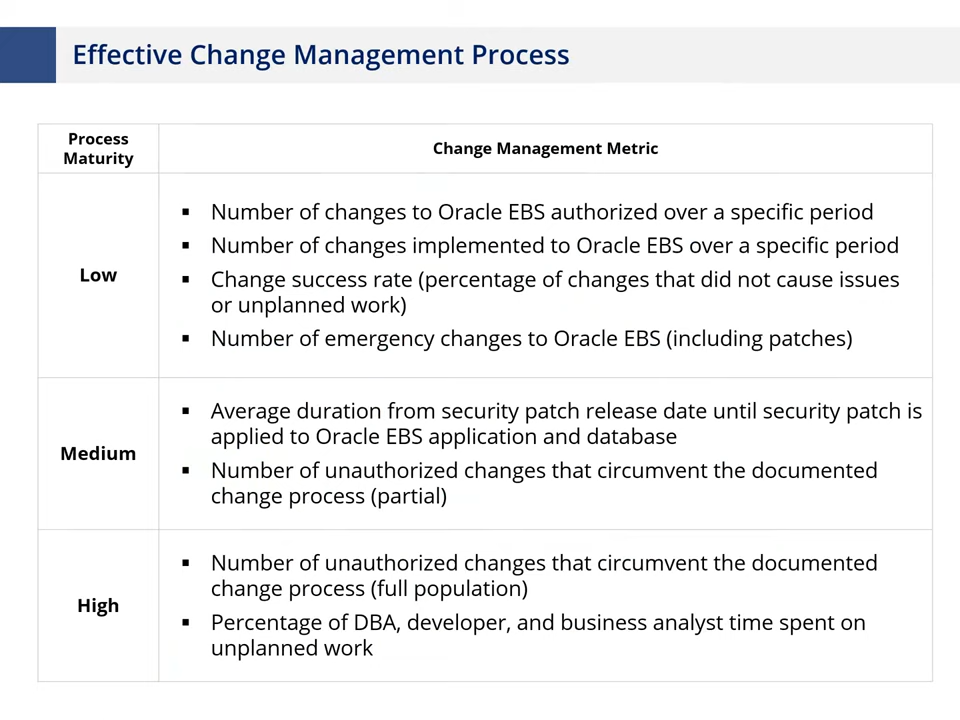 Effective Change Management Process
Process
Maturity
Change Management Metric
Low
▪ Number of changes to Oracle EBS authorized over a specific period
▪ Number of changes implemented to Oracle EBS over a specific period
▪ Change success rate (percentage of changes that did not cause issues
or unplanned work)
▪ Number of emergency changes to Oracle EBS (including patches)
Medium
▪ Average duration from security patch release date until security patch is
applied to Oracle EBS application and database
▪ Number of unauthorized changes that circumvent the documented
change process (partial)
High
▪ Number of unauthorized changes that circumvent the documented
change process (full population)
▪ Percentage of DBA, developer, and business analyst time spent on
unplanned work